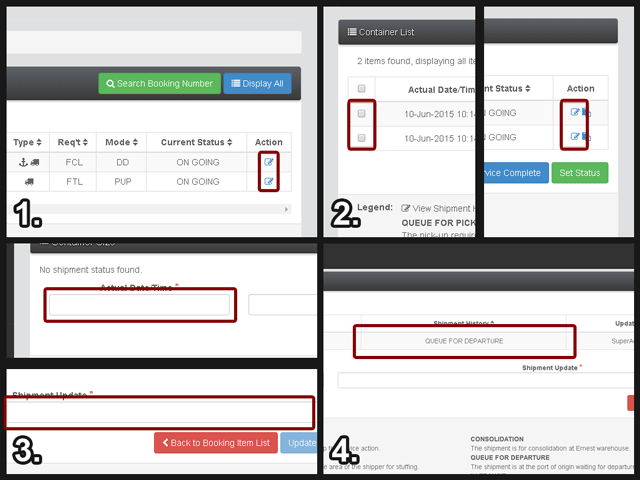 Search Booking Number
Display All
Type Req't Mode Current Status Action
FCL DD ON GOING
FTL PUP ON GOING
1.
Container List
2 items found, displaying all ite
Actual Date/Tim nt Status Action
10-Jun-2015 10:14 N GOING
10-Jun-2015 10:14 N GOING
rvice Complete Set Status
Legend: View Shipment H
QUEUE FOR PICK
The pick-up requir
2.
Container Size
No shipment status found.
Actual Date/Time *
Shipment Update *
Back to Booking Item List Update
p for service action.
e area of the shipper for stuffing.
3.
Shipment History Updat
QUEUE FOR DEPARTURE SuperA
Shipment Update *
CONSOLIDATION
The shipment is for consolidation at Ernest warehouse.
QUEUE FOR DEPARTURE
The shipment is at the port of origin waiting for departu
4.